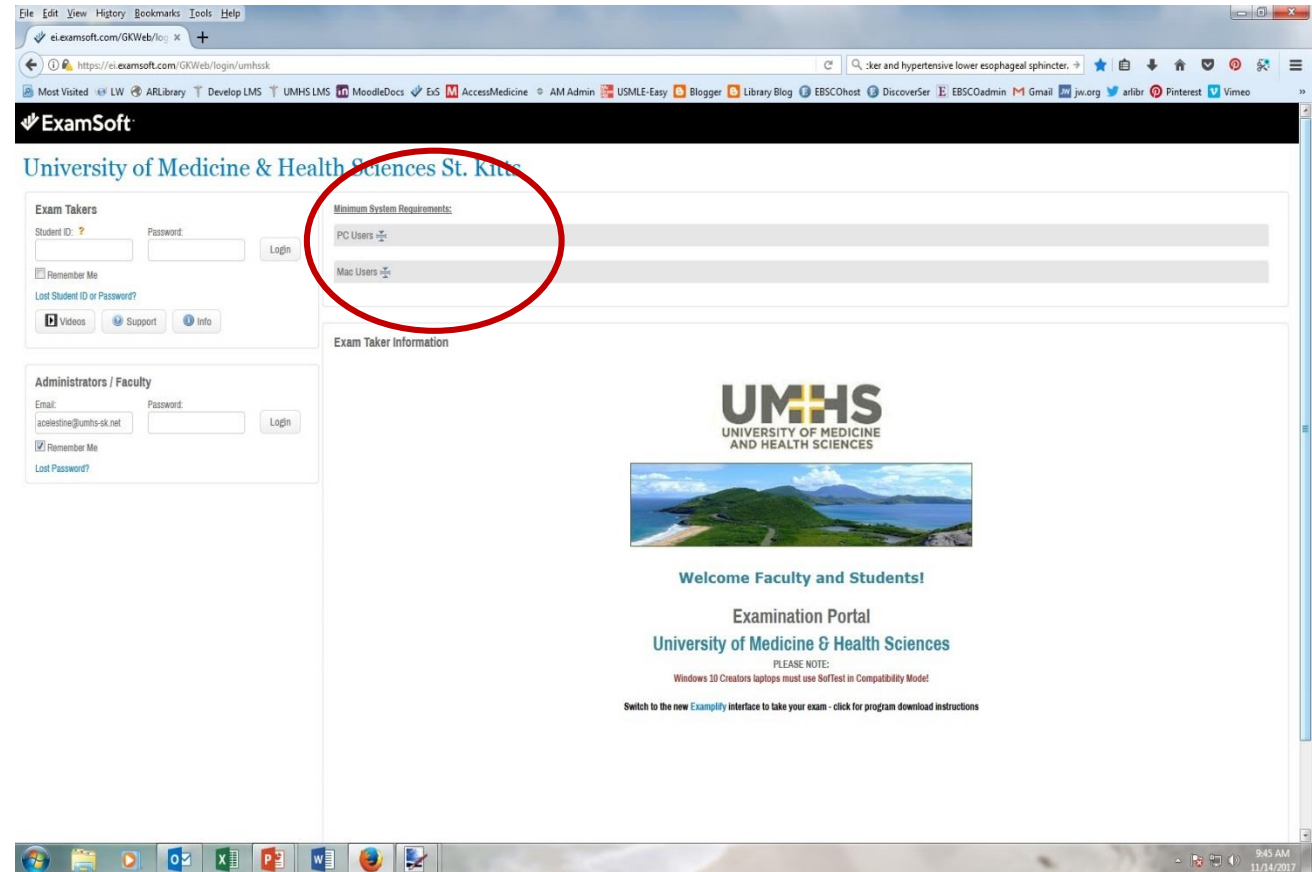 File Edit View History Bookmarks Tools Help
ei.examsoft.com/GKWeb/log
https://ei.examsoft.com/GKWeb/login/umhssk
:ker and hypertensive lower esophageal sphincter.
Most Visited LW ARLibrary Develop LMS UMHS LMS MoodleDocs ExS AccessMedicine AM Admin USMLE-Easy Blogger Library Blog EBSCOhost DiscoverSer EBSCOadmin Gmail jw.org arlibr Pinterest Vimeo
ExamSoft
University of Medicine & Health Sciences St. Kitts
Exam Takers
Student ID: ? Password:
Login
Remember Me
Lost Student ID or Password?
Videos Support Info
Administrators / Faculty
Email: Password:
acelestine@umhs-sk.net Login
Remember Me
Lost Password?
Minimum System Requirements:
PC Users
Mac Users
Exam Taker Information
UMHS
UNIVERSITY OF MEDICINE
AND HEALTH SCIENCES
Welcome Faculty and Students!
Examination Portal
University of Medicine & Health Sciences
PLEASE NOTE:
Windows 10 Creators laptops must use SofTest in Compatibility Mode!
Switch to the new Examplify interface to take your exam - click for program download instructions
9:45 AM
11/14/2017